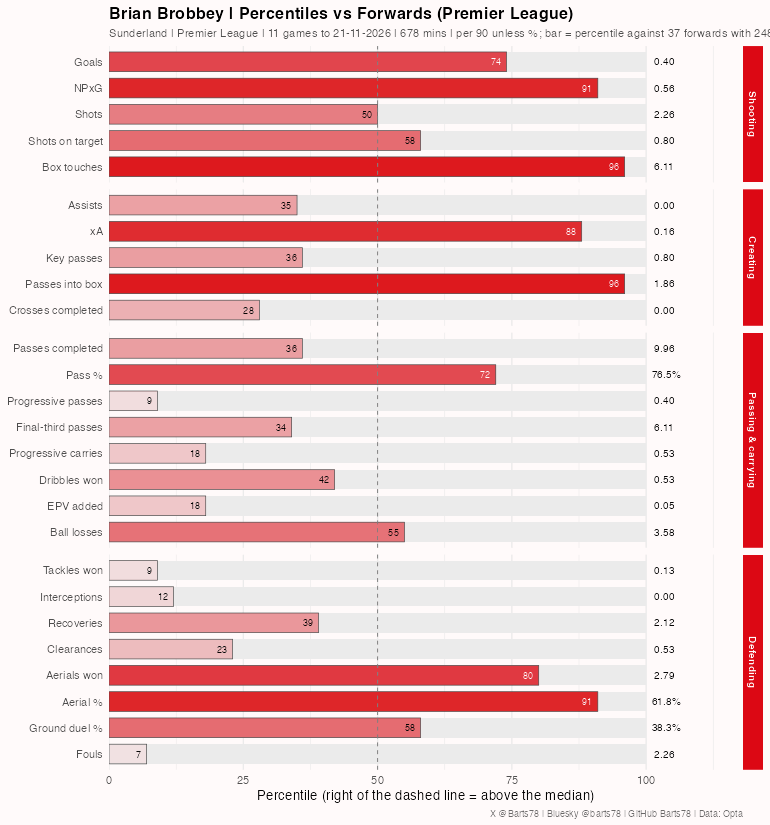 Brian Brobbey | Percentiles vs Forwards (Premier League)
Sunderland | Premier League | 11 games to 21-11-2026 | 678 mins | per 90 unless %; bar = percentile against 37 forwards with 248
Goals 74 0.40
NPxG 91 0.56
Shots 50 2.26
Shots on target 58 0.80
Box touches 96 6.11
Shooting
Assists 35 0.00
xA 88 0.16
Key passes 36 0.80
Passes into box 96 1.86
Crosses completed 28 0.00
Creating
Passes completed 36 9.96
Pass % 72 76.5%
Progressive passes 9 0.40
Final-third passes 34 6.11
Progressive carries 18 0.53
Dribbles won 42 0.53
EPV added 18 0.05
Ball losses 55 3.58
Passing & carrying
Tackles won 9 0.13
Interceptions 12 0.00
Recoveries 39 2.12
Clearances 23 0.53
Aerials won 80 2.79
Aerial % 91 61.8%
Ground duel % 58 38.3%
Fouls 7 2.26
Defending
0 25 50 75 100
Percentile (right of the dashed line = above the median)
X @Barts78 | Bluesky @barts78 | GitHub Barts78 | Data: Opta